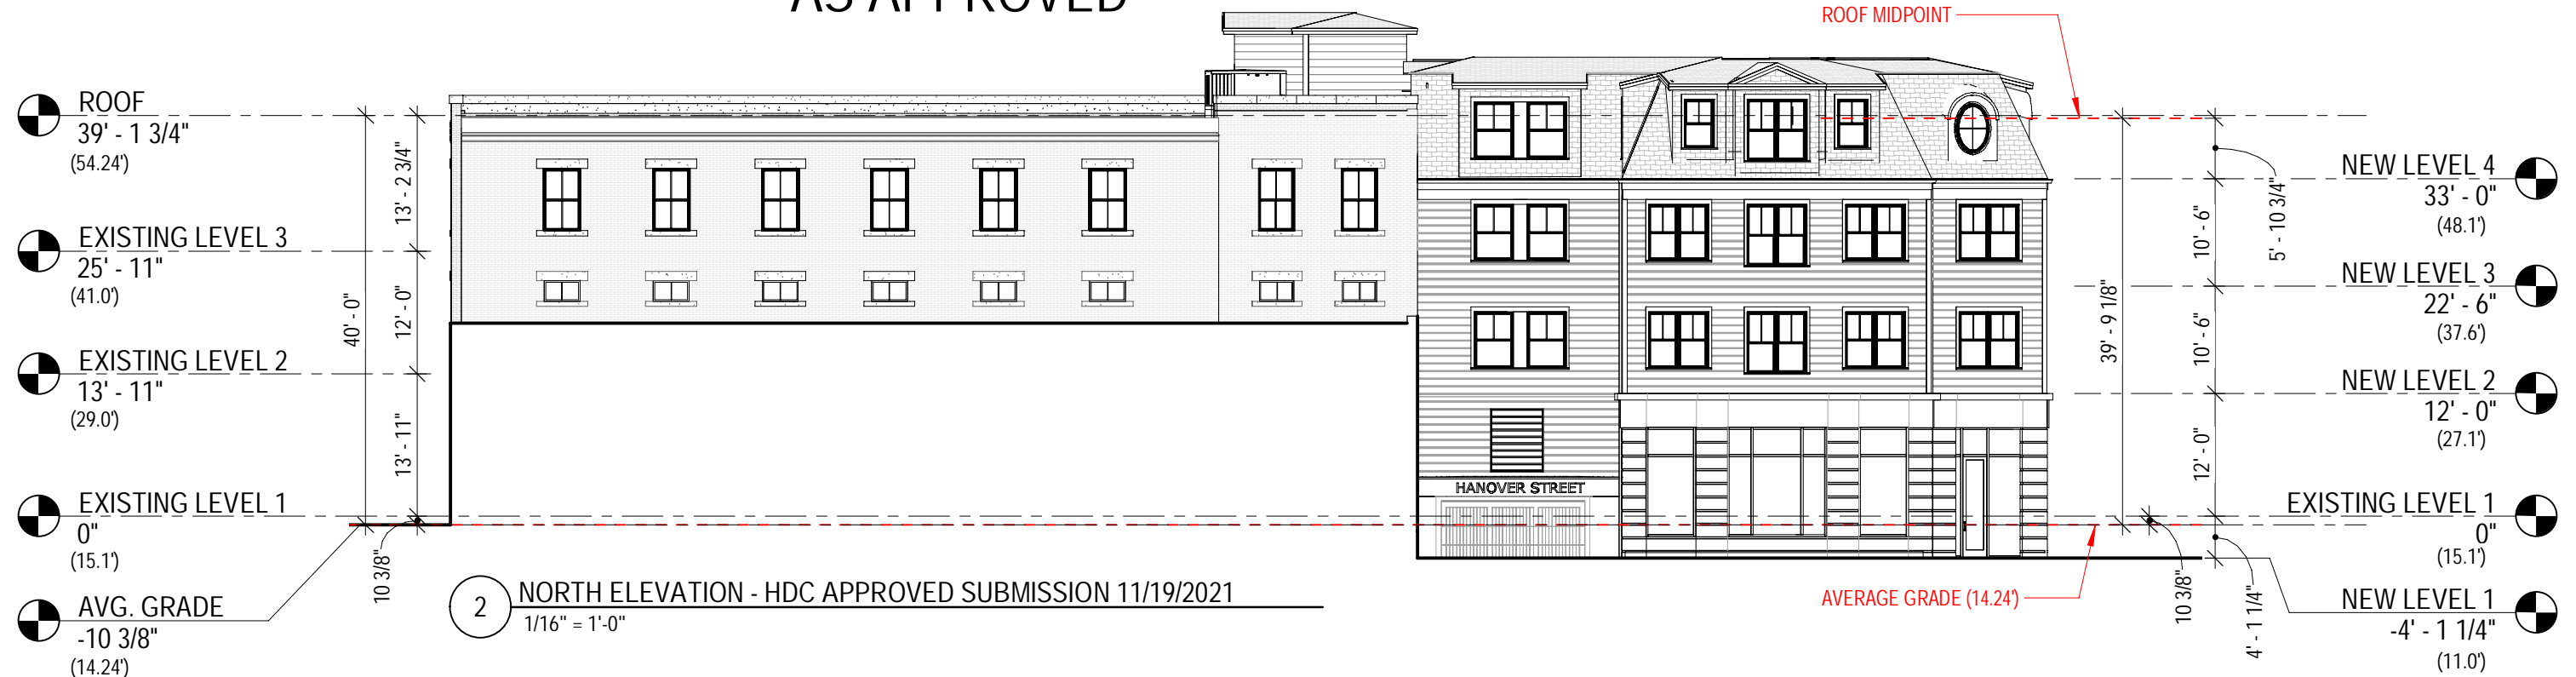 AS APPROVED
ROOF MIDPOINT
ROOF
39' - 1 3/4"
(54.24')
EXISTING LEVEL 3
25' - 11"
(41.0')
EXISTING LEVEL 2
13' - 11"
(29.0')
EXISTING LEVEL 1
0"
(15.1')
AVG. GRADE
-10 3/8"
(14.24')
40' - 0"
13' - 2 3/4"
12' - 0"
13' - 11"
10 3/8"
HANOVER STREET
2
NORTH ELEVATION - HDC APPROVED SUBMISSION 11/19/2021
1/16" = 1'-0"
AVERAGE GRADE (14.24')
39' - 9 1/8"
10' - 6"
10' - 6"
12' - 0"
5' - 10 3/4"
10 3/8"
4' - 1 1/4"
NEW LEVEL 4
33' - 0"
(48.1')
NEW LEVEL 3
22' - 6"
(37.6')
NEW LEVEL 2
12' - 0"
(27.1')
EXISTING LEVEL 1
0"
(15.1')
NEW LEVEL 1
-4' - 1 1/4"
(11.0')